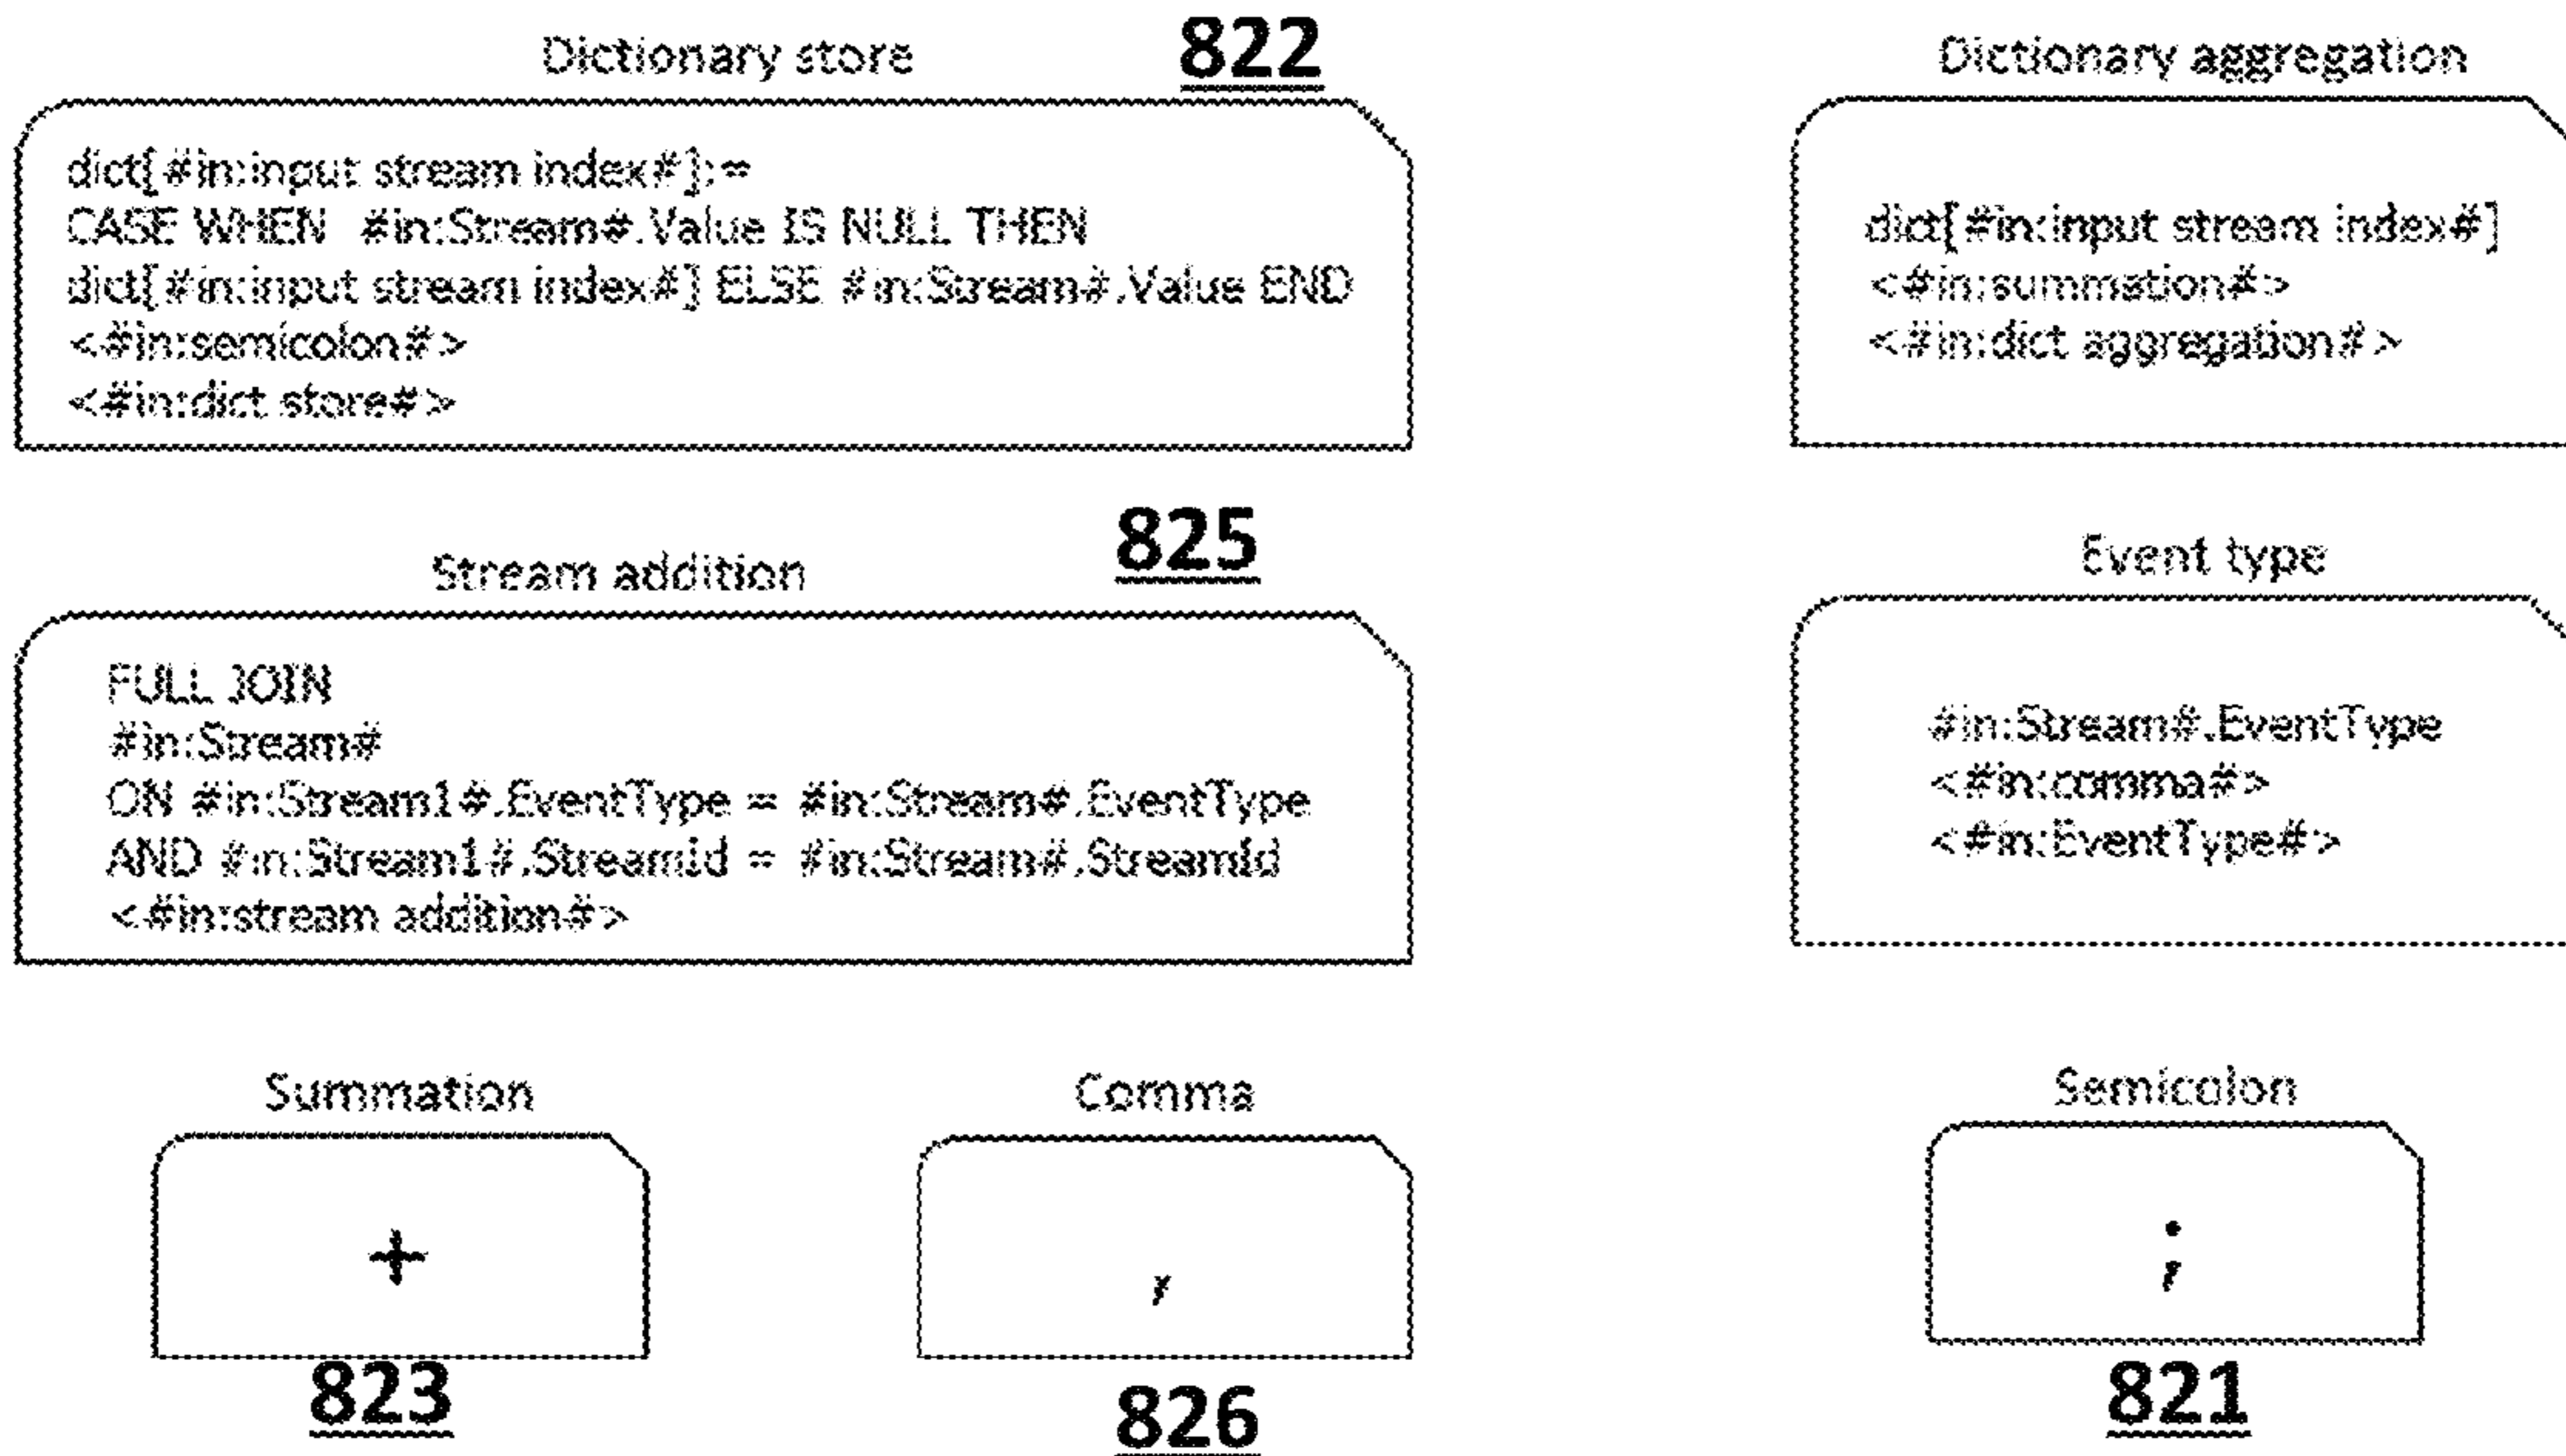 Dictionary store
822
dict[#in:input stream index#]:=
CASE WHEN #in:Stream#.Value IS NULL THEN
dict[#in:input stream index#] ELSE #in:Stream#.Value END
<#in:semicolon#>
<#in:dict store#>
Dictionary aggregation
dict[#in:input stream index#]
<#in:summation#>
<#in:dict aggregation#>
Stream addition
825
FULL JOIN
#in:Stream#
ON #in:Stream1#.EventType = #in:Stream#.EventType
AND #in:Stream1#.StreamId = #in:Stream#.StreamId
<#in:stream addition#>
Event type
#in:Stream#.EventType
<#in:comma#>
<#in:EventType#>
Summation
+
823
Comma
,
826
Semicolon
;
821